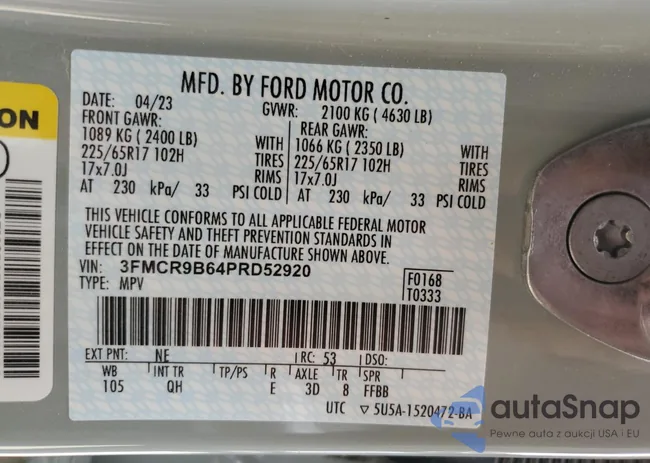 ON
MFD. BY FORD MOTOR CO.
DATE: 04/23 GVWR: 2100 KG ( 4630 LB)
FRONT GAWR: REAR GAWR:
1089 KG ( 2400 LB) WITH 1066 KG ( 2350 LB) WITH
225/65R17 102H TIRES 225/65R17 102H TIRES
17x7.0J RIMS 17x7.0J RIMS
AT 230 kPa/ 33 PSI COLD AT 230 kPa/ 33 PSI COLD
THIS VEHICLE CONFORMS TO ALL APPLICABLE FEDERAL MOTOR
VEHICLE SAFETY AND THEFT PREVENTION STANDARDS IN
EFFECT ON THE DATE OF MANUFACTURE SHOWN ABOVE.
VIN: 3FMCR9B64PRD52920
TYPE: MPV
F0168
T0333
EXT PNT: NE RC: 53 DSO:
WB INT TR TP/PS R AXLE TR SPR
105 QH E 3D 8 FFBB
UTC ▽ 5U5A-1520472-BA
autaSnap
Pewne auta z aukcji USA i EU